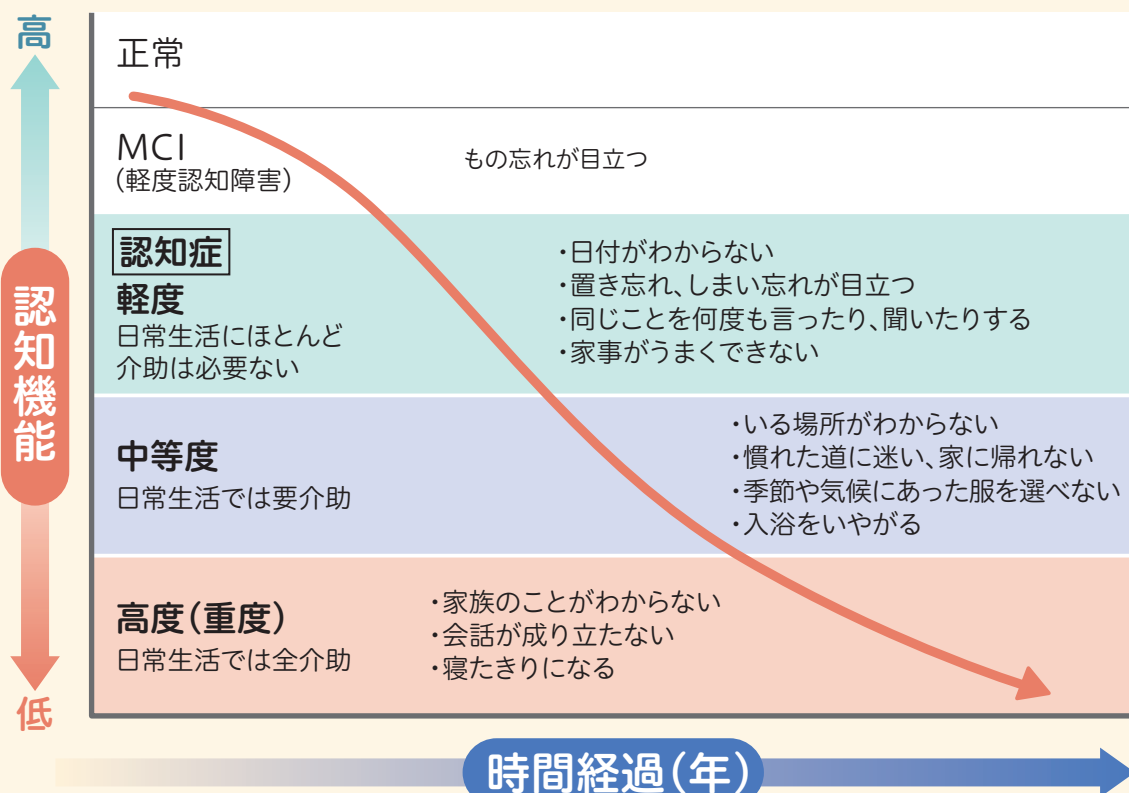 高
認知機能
低
正常
MCI
(軽度認知障害)
もの忘れが目立つ
認知症
軽度
日常生活にほとんど
介助は必要ない
・日付がわからない
・置き忘れ、しまい忘れが目立つ
・同じことを何度も言ったり、聞いたりする
・家事がうまくできない
中等度
日常生活では要介助
・いる場所がわからない
・慣れた道に迷い、家に帰れない
・季節や気候にあった服を選べない
・入浴をいやがる
高度(重度)
日常生活では全介助
・家族のことがわからない
・会話が成り立たない
・寝たきりになる
時間経過(年)